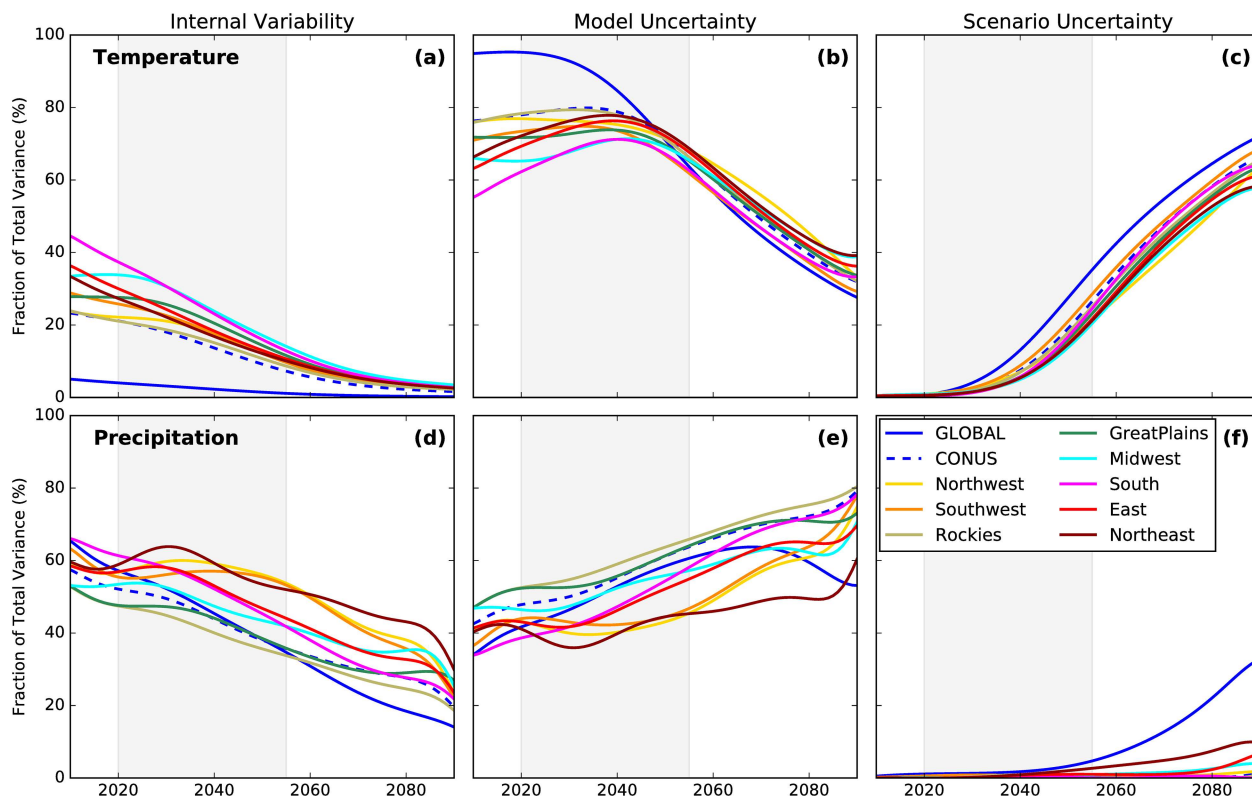 Internal Variability Model Uncertainty Scenario Uncertainty
Temperature (a) (b) (c)
Fraction of Total Variance (%)
100
80
60
40
20
0
Precipitation (d) (e) (f)
Fraction of Total Variance (%)
100
80
60
40
20
0
GLOBAL GreatPlains
CONUS Midwest
Northwest South
Southwest East
Rockies Northeast
2020 2040 2060 2080 2020 2040 2060 2080 2020 2040 2060 2080